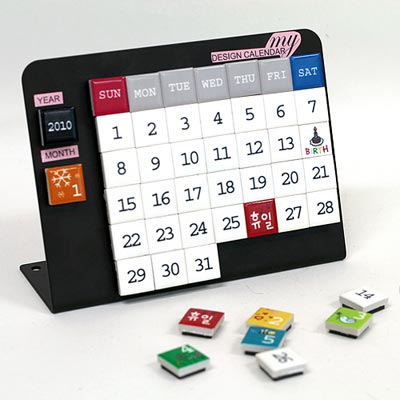 my
DESIGN CALENDAR
YEAR
2010
MONTH
1
SUN MON TUE WED THU FRI SAT
1 2 3 4 5 6 7
8 9 10 11 12 13 BIRTH
15 16 17 18 19 20 21
22 23 24 25 휴일 27 28
29 30 31
14
휴일 2 3
5
4